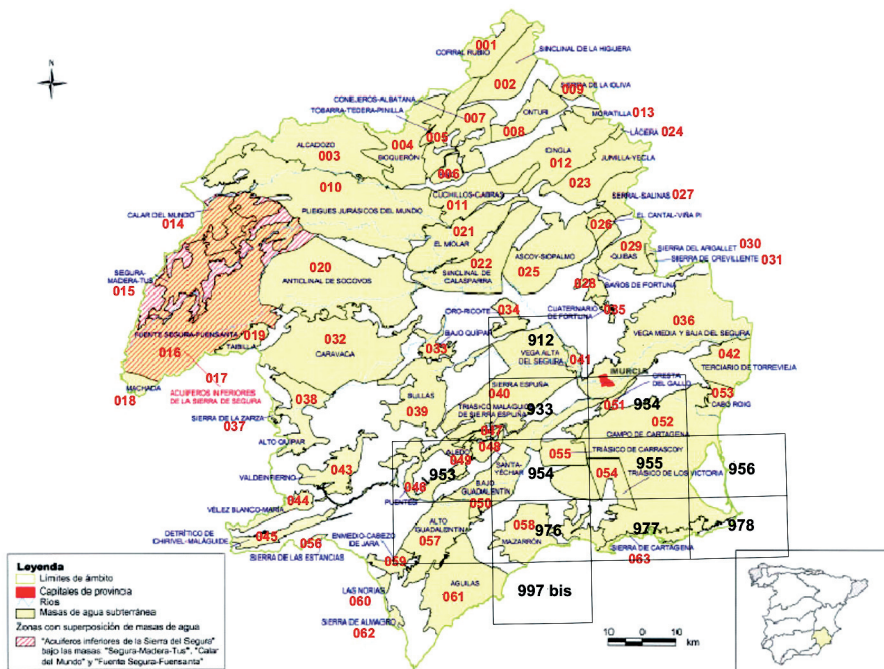 001
CORRAL RUBIO
SINCLINAL DE LA HIGUERA
002
SIERRA DE LA OLIVA
009
CONEJEROS-ALBATANA
TOBARRA-TEDERA-PINILLA
007
ONTUR
008
MORATILLA 013
LACERA 024
ALCADOZO
003
004
005
BOQUERÓN
006
012
JUMILLA-YECLA
023
010
CUCHILLOS-CABRAS
011
SERRAL-SALINAS
027
CALAR DEL MUNDO
014
PLIEGUES JURASICOS DEL MUNDO
021
EL MOLAR
026
EL CANTAL-VIÑA PI
029
QUIBAS
SIERRA DEL ARGALLET 030
SIERRA DE CREVILLENTE 031
SEGURA-
MADERA-TUS
015
020
ANTICLINAL DE SOCOVOS
022
SINCLINAL DE
CALASPARRA
ASCOY-SOPALMO
025
028
BAÑOS DE FORTUNA
ORO-RICOTE
034
CUATERNARIO
DE FORTUNA
035
036
VEGA MEDIA Y BAJA DEL SEGURA
FUENTE SEGURA-FUENSANTA
019
TAIBILLA
016
032
CARAVACA
BAJO QUIPAR
033
912
VEGA ALTA
DEL SEGURA
041
MURCIA
042
TERCIARIO DE TORREVIEJA
017
ACUIFEROS INFERIORES
DE LA SIERRA DE SEGURA
MACHADA
018
SIERRA ESPUÑA
040
CRESTA
DEL GALLO
053
CABO ROIG
038
SIERRA DE LA ZARZA
037
BULLAS
039
TRIASICO MALAGUIDE
DE SIERRA ESPUÑA
933
051
934
052
CAMPO DE CARTAGENA
ALTO QUIPAR
047
048
ALEDO
049
055
TRIÁSICO DE CARRASCOY
VALDEINFIERNO
043
953
046
PUENTES
SANTA-
YÉCHAR
954
054
955
TRIÁSICO DE LOS VICTORIA
956
044
VÉLEZ BLANCO-MARIA
BAJO
GUADALENTIN
050
DETRÍTICO DE
CHIRIVEL-MALÁGUIDE
045
056
SIERRA DE LAS ESTANCIAS
ENMEDIO-CABEZO
DE JARA
059
ALTO
GUADALENTIN
057
058
976
MAZARRÓN
977
978
SIERRA DE CARTAGENA
063
LAS NORIAS
060
AGUILAS
061
997 bis
SIERRA DE ALMAGRO
062
Leyenda
Límites de ámbito
Capitales de provincia
Rios
Masas de agua subterránea
Zonas con superposición de masas de agua
"Acuiferos inferiores de la Sierra del Segura"
bajo las masas "Segura-Madera-Tus", "Calar
del Mundo" y "Fuente Segura-Fuensanta"
10 0 10
km